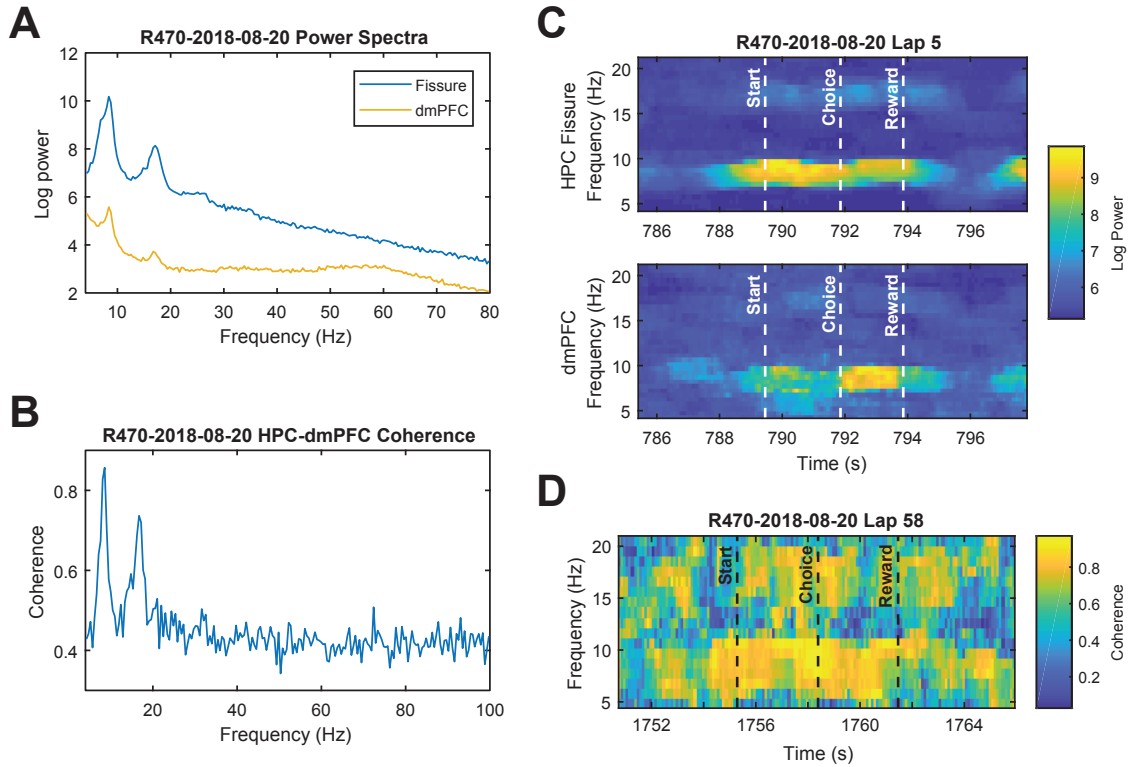 A
R470-2018-08-20 Power Spectra
12
10
8
6
4
2
Log power
Fissure
dmPFC
10 20 30 40 50 60 70 80
Frequency (Hz)
B
R470-2018-08-20 HPC-dmPFC Coherence
0.8
0.6
0.4
Coherence
20 40 60 80 100
Frequency (Hz)
C
R470-2018-08-20 Lap 5
HPC Fissure
Frequency (Hz)
20
15
10
5
Start
Choice
Reward
786 788 790 792 794 796
dmPFC
Frequency (Hz)
20
15
10
5
Start
Choice
Reward
786 788 790 792 794 796
Time (s)
9
8
7
6
Log Power
D
R470-2018-08-20 Lap 58
Frequency (Hz)
20
15
10
5
Start
Choice
Reward
1752 1756 1760 1764
Time (s)
0.8
0.6
0.4
0.2
Coherence